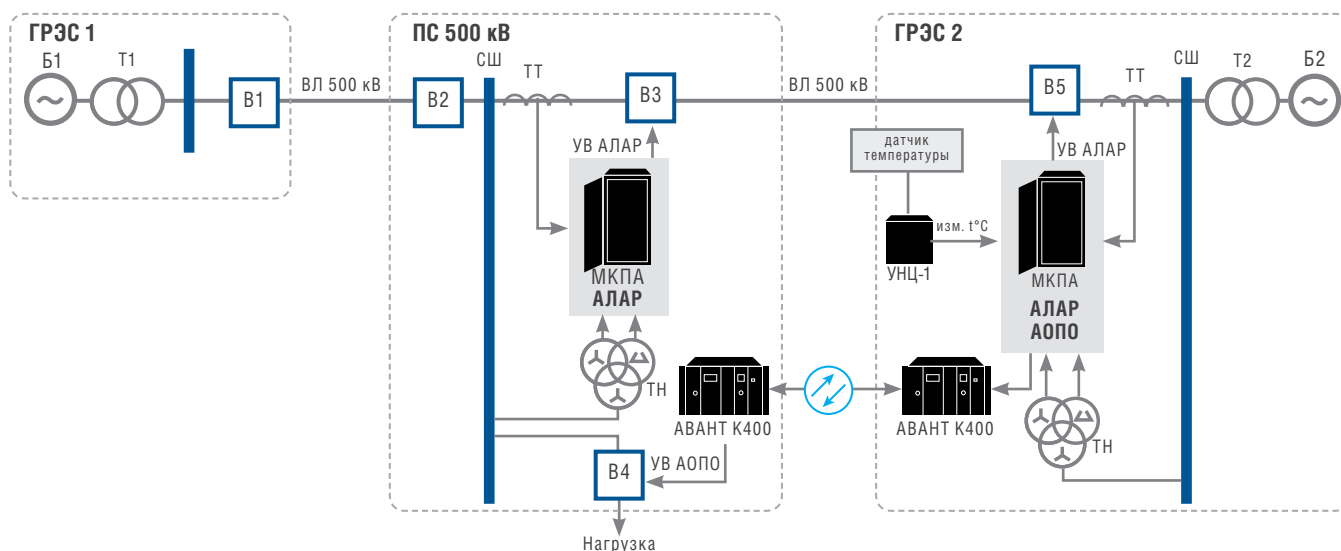 ГРЭС 1
ПС 500 кВ
ГРЭС 2
Б1
Т1
В1
ВЛ 500 кВ
В2
СШ
ТТ
В3
ВЛ 500 кВ
В5
ТТ
СШ
Т2
Б2
УВ АЛАР
датчик
температуры
УВ АЛАР
изм. t°C
УНЦ-1
МКПА
АЛАР
МКПА
АЛАР
АОПО
ТН
АВАНТ К400
АВАНТ К400
ТН
В4
УВ АОПО
Нагрузка